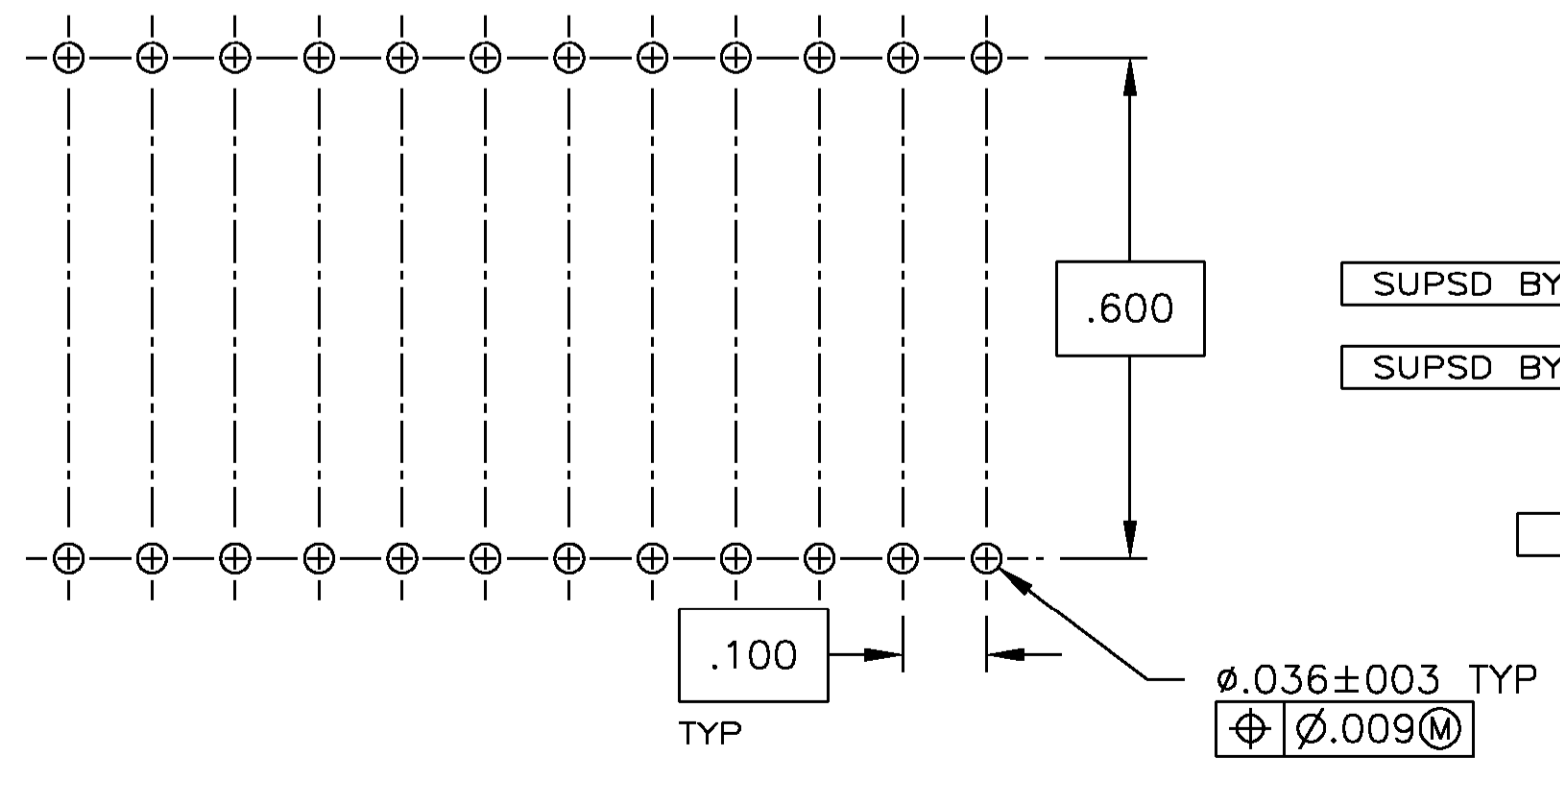 .600
SUPSD BY
SUPSD BY
.100
TYP
ø.036±003 TYP
⌖ Ø.009Ⓜ